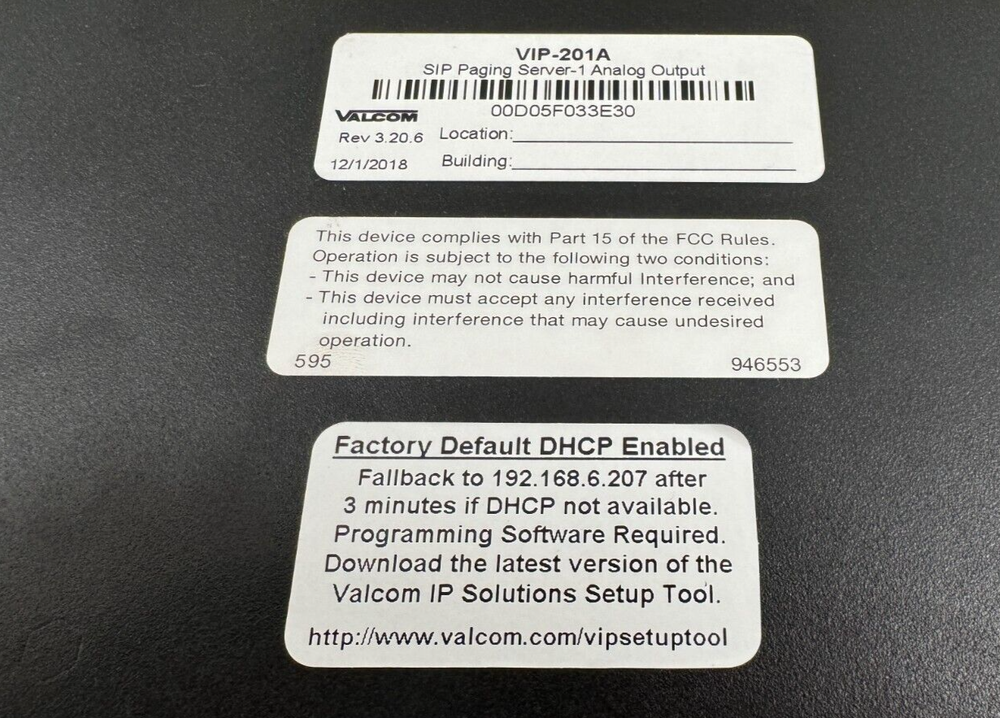 VIP-201A
SIP Paging Server-1 Analog Output
00D05F033E30
VALCOM
Rev 3.20.6 Location:
12/1/2018 Building:
This device complies with Part 15 of the FCC Rules.
Operation is subject to the following two conditions:
- This device may not cause harmful Interference; and
- This device must accept any interference received
including interference that may cause undesired
operation.
595 946553
Factory Default DHCP Enabled
Fallback to 192.168.6.207 after
3 minutes if DHCP not available.
Programming Software Required.
Download the latest version of the
Valcom IP Solutions Setup Tool.
http://www.valcom.com/vipsetuptool